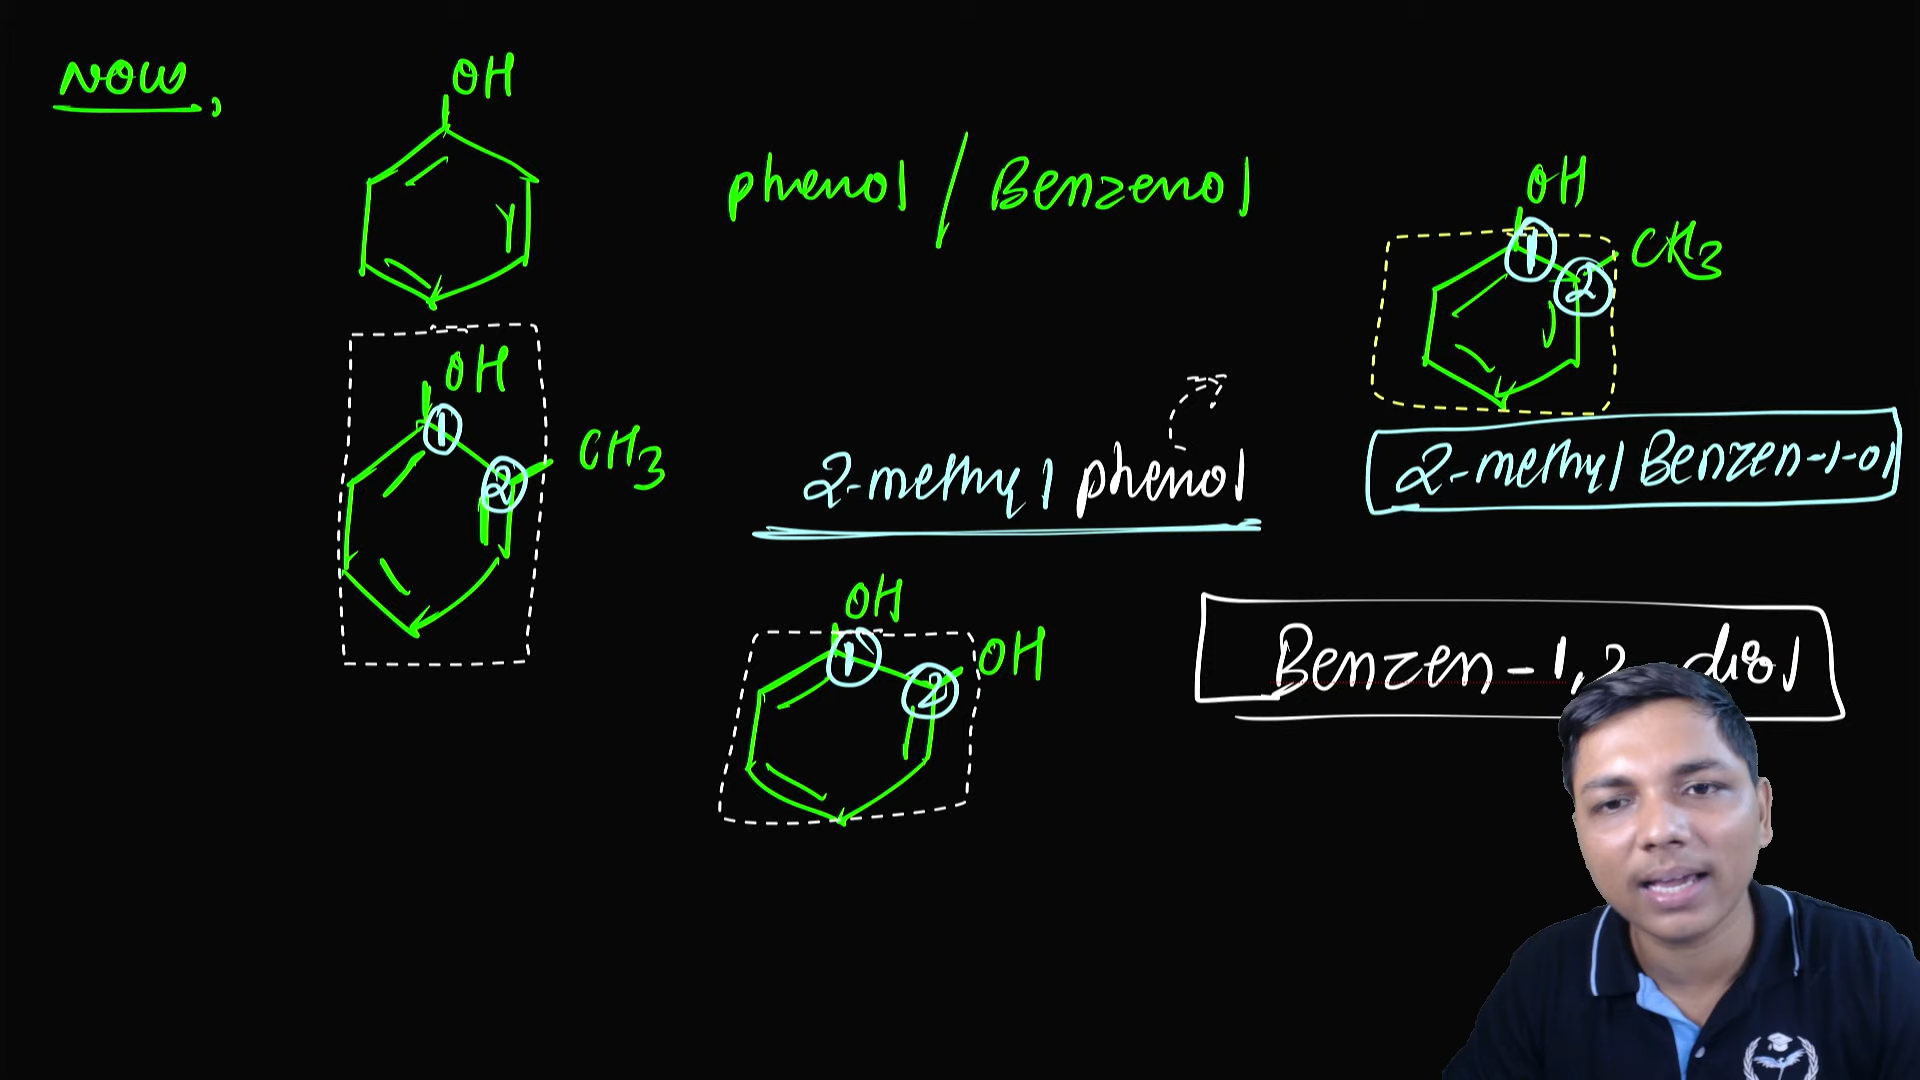 NOW,
OH
phenol / Benzenol
OH
1
2
CH3
OH
1
2
CH3
2-methyl phenol
2-methyl Benzen-1-ol
OH
1
2
OH
Benzen-1,2-diol